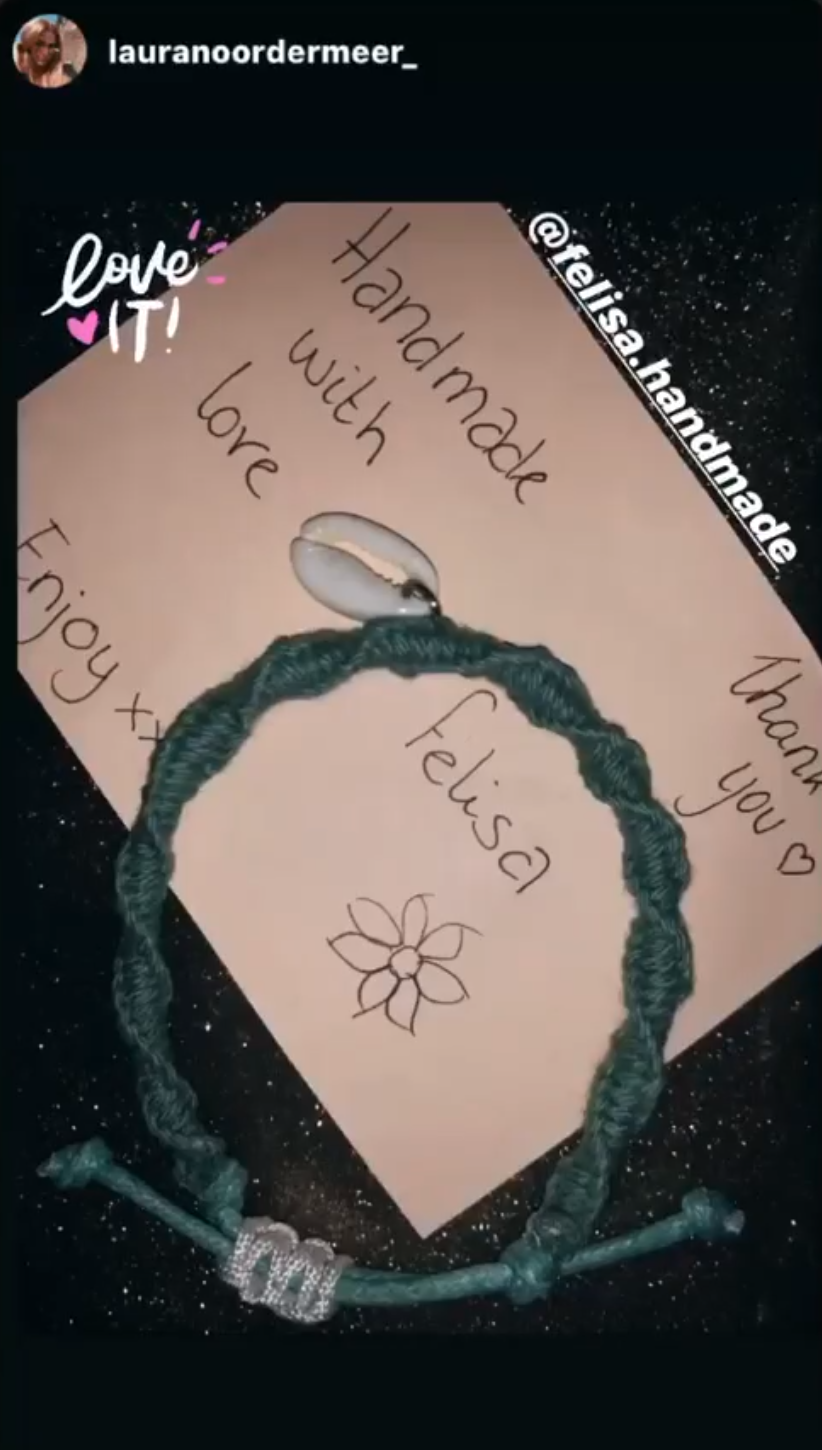 lauranoordermeer_
love
IT!
@felisa.handmade
Handmade
with
love
Enjoy xx
felisa
Thank
you ♡